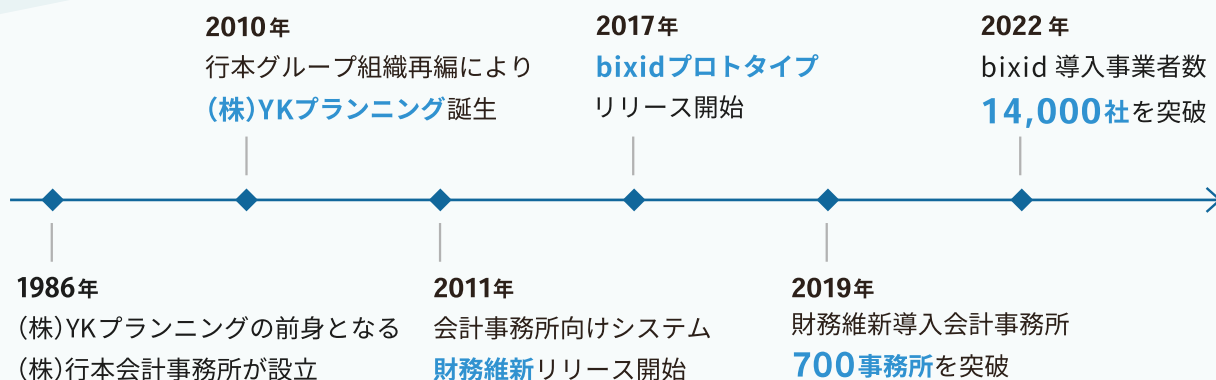 2010年
行本グループ組織再編により
（株）YKプランニング誕生
2017年
bixidプロトタイプ
リリース開始
2022 年
bixid 導入事業者数
14,000社を突破
1986年
（株）YKプランニングの前身となる
（株）行本会計事務所が設立
2011年
会計事務所向けシステム
財務維新リリース開始
2019年
財務維新導入会計事務所
700事務所を突破